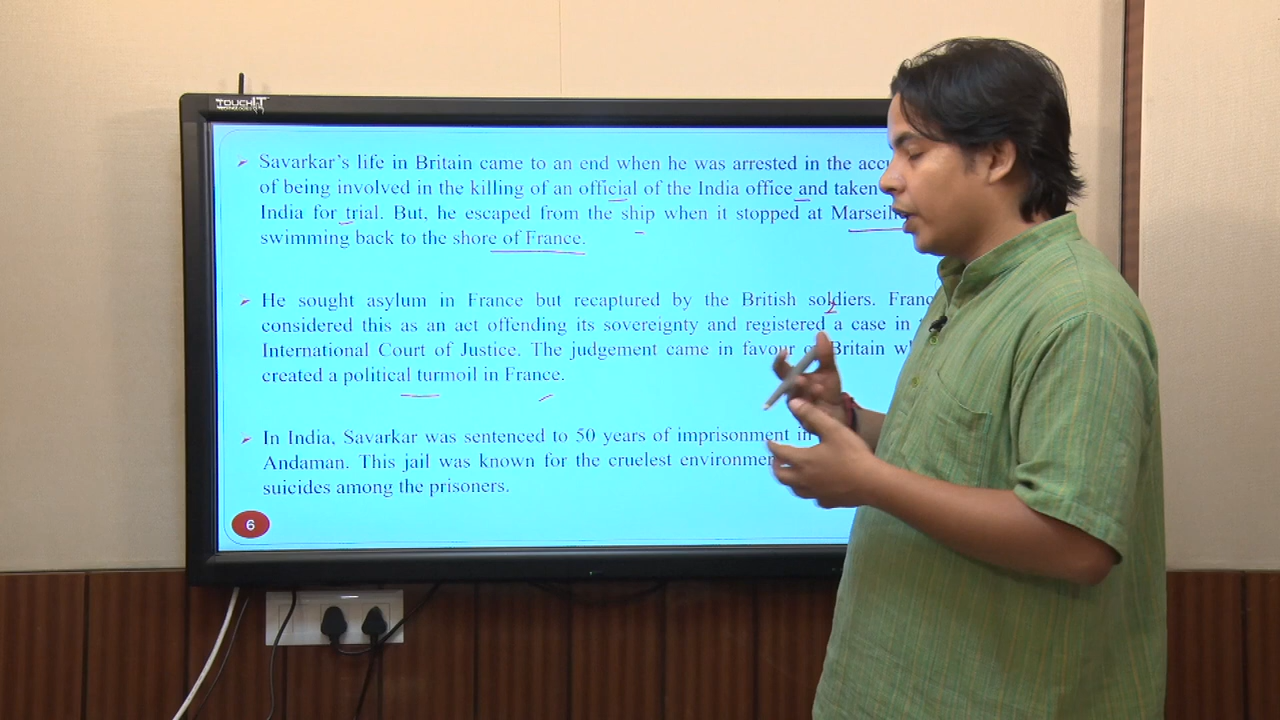 TOUCHIT
TECHNOLOGIES
Savarkar's life in Britain came to an end when he was arrested in the
of being involved in the killing of an official of the India office and taken
India for trial. But, he escaped from the ship when it stopped at
swimming back to the shore of France.
He sought asylum in France but recaptured by the British soldiers.
considered this as an act offending its sovereignty and registered a case in
International Court of Justice. The judgement came in favour of Britain
created a political turmoil in France.
In India, Savarkar was sentenced to 50 years of imprisonment in
Andaman. This jail was known for the cruelest
suicides among the prisoners.
6